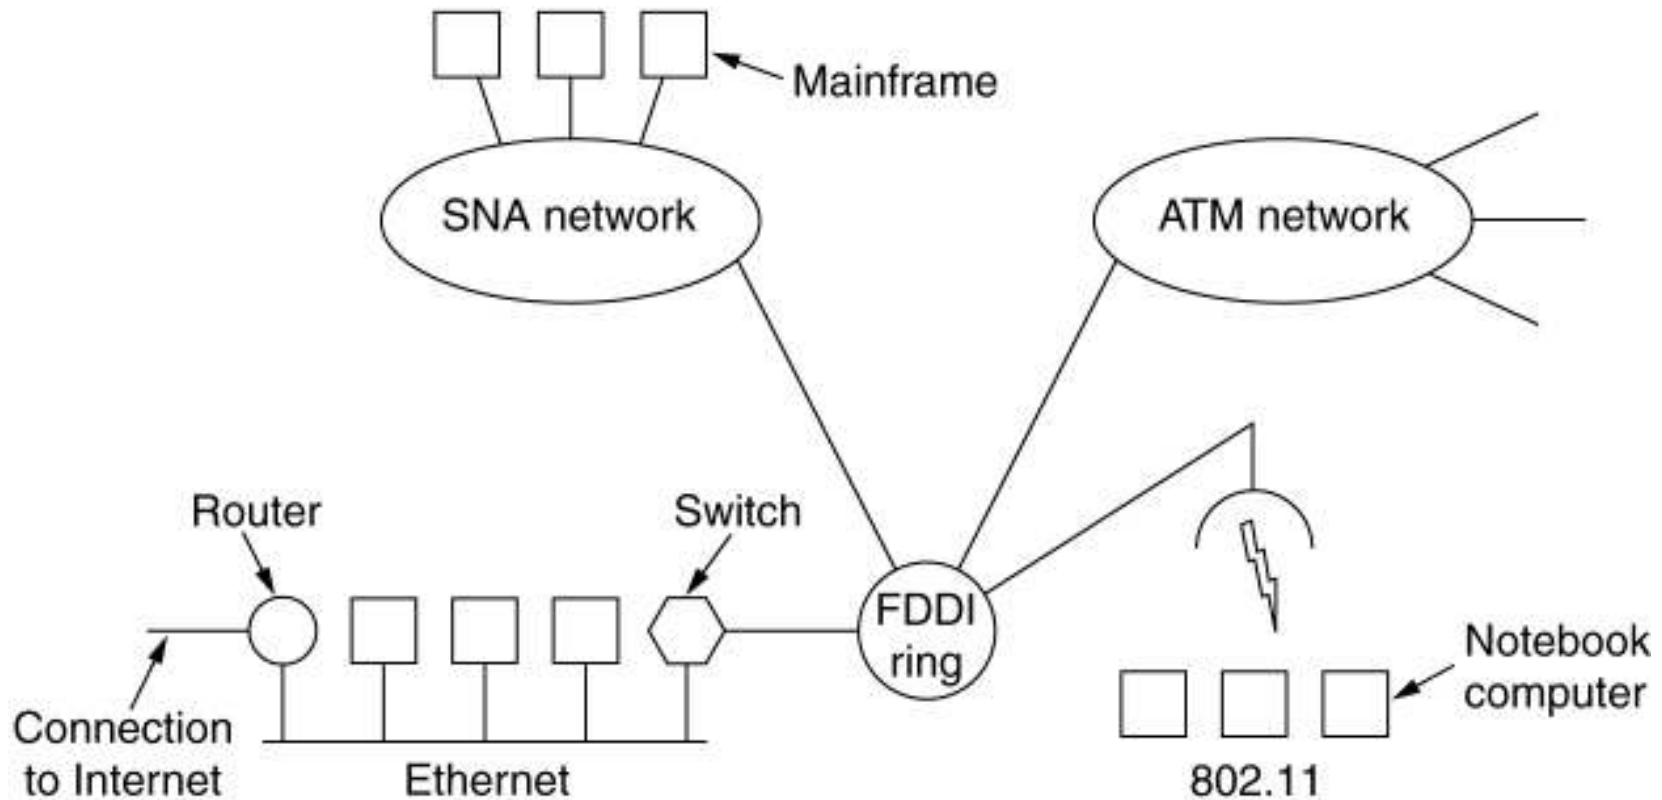 Mainframe
SNA network
ATM network
Router
Switch
FDDI
ring
Notebook
computer
Connection
to Internet
Ethernet
802.11